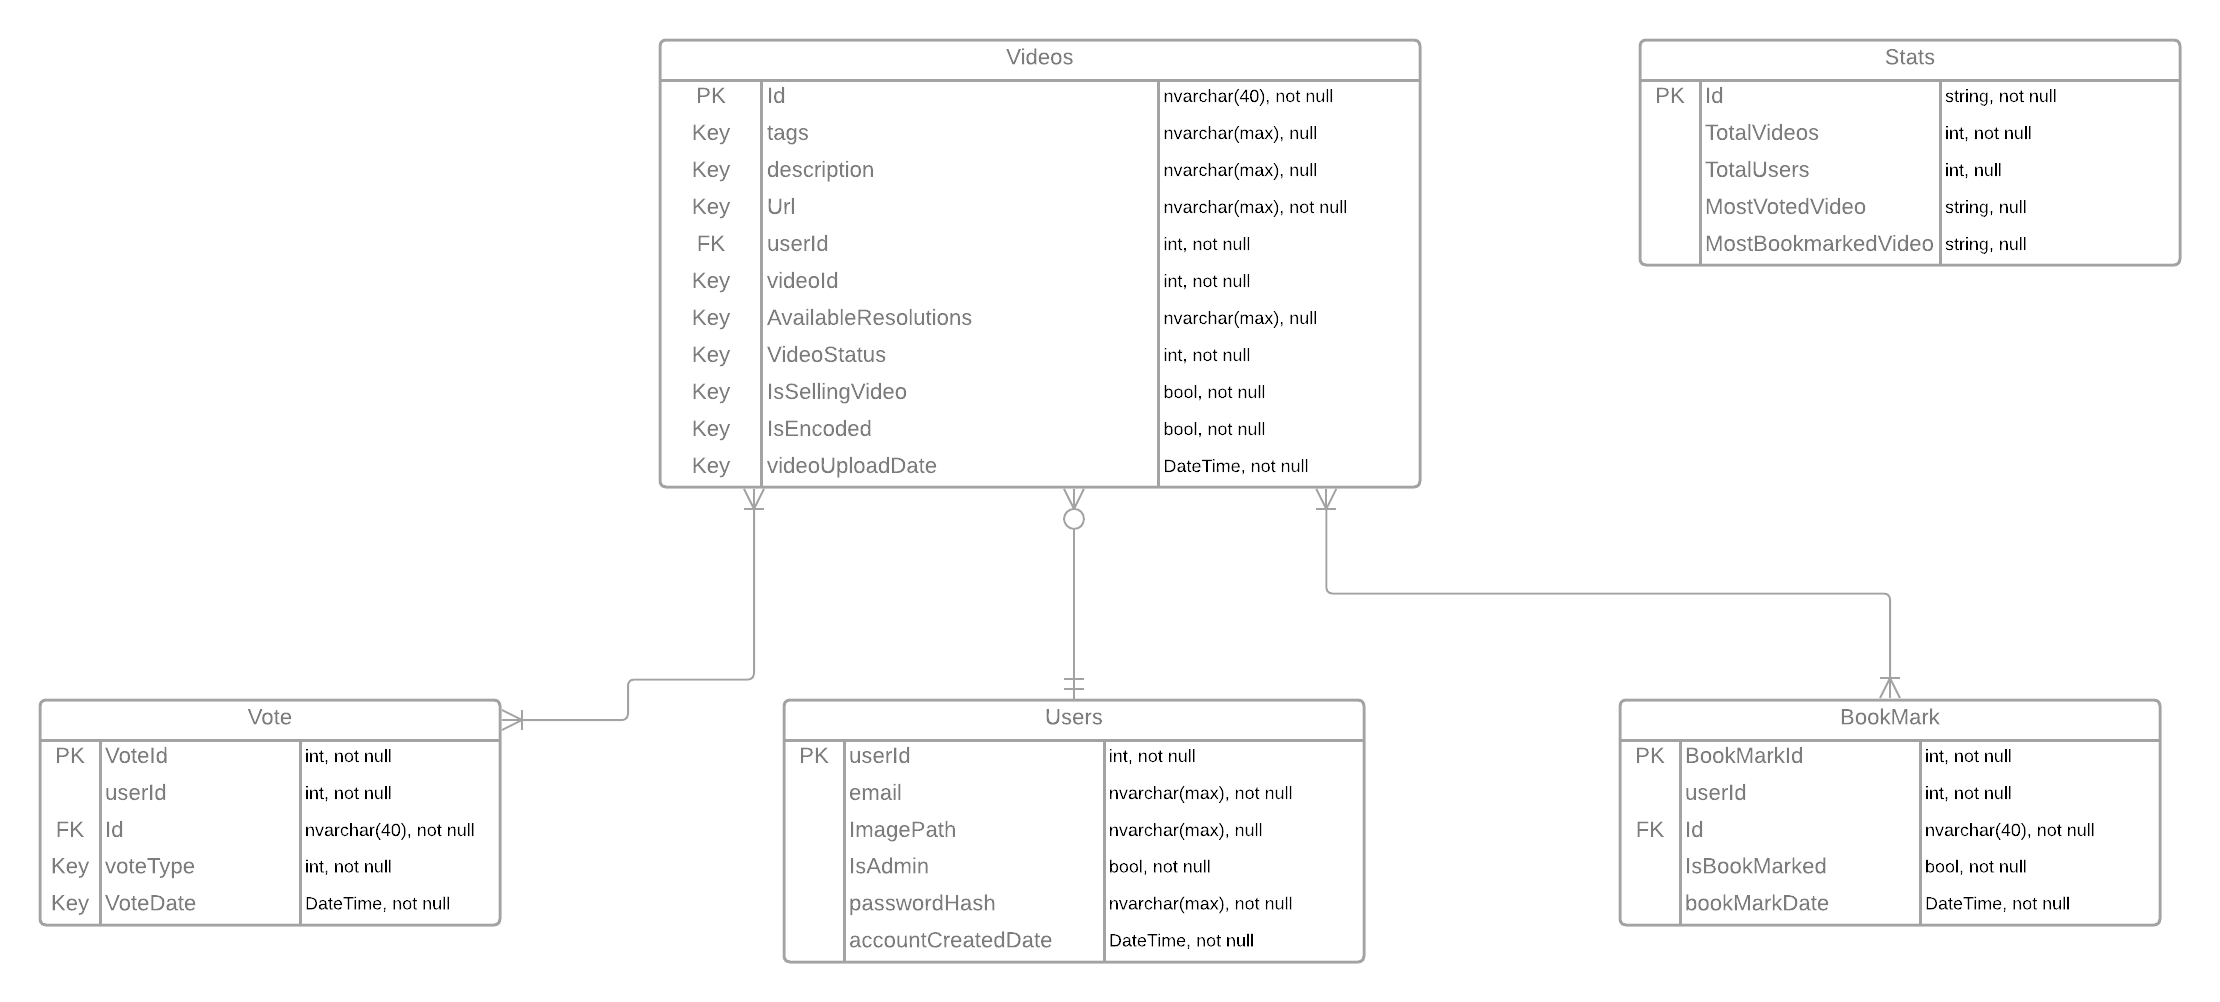 Videos
PK Id nvarchar(40), not null
Key tags nvarchar(max), null
Key description nvarchar(max), null
Key Url nvarchar(max), not null
FK userId int, not null
Key videoId int, not null
Key AvailableResolutions nvarchar(max), null
Key VideoStatus int, not null
Key IsSellingVideo bool, not null
Key IsEncoded bool, not null
Key videoUploadDate DateTime, not null
Stats
PK Id string, not null
TotalVideos int, not null
TotalUsers int, null
MostVotedVideo string, null
MostBookmarkedVideo string, null
Vote
PK VoteId int, not null
userId int, not null
FK Id nvarchar(40), not null
Key voteType int, not null
Key VoteDate DateTime, not null
Users
PK userId int, not null
email nvarchar(max), not null
ImagePath nvarchar(max), null
IsAdmin bool, not null
passwordHash nvarchar(max), not null
accountCreatedDate DateTime, not null
BookMark
PK BookMarkId int, not null
userId int, not null
FK Id nvarchar(40), not null
IsBookMarked bool, not null
bookMarkDate DateTime, not null